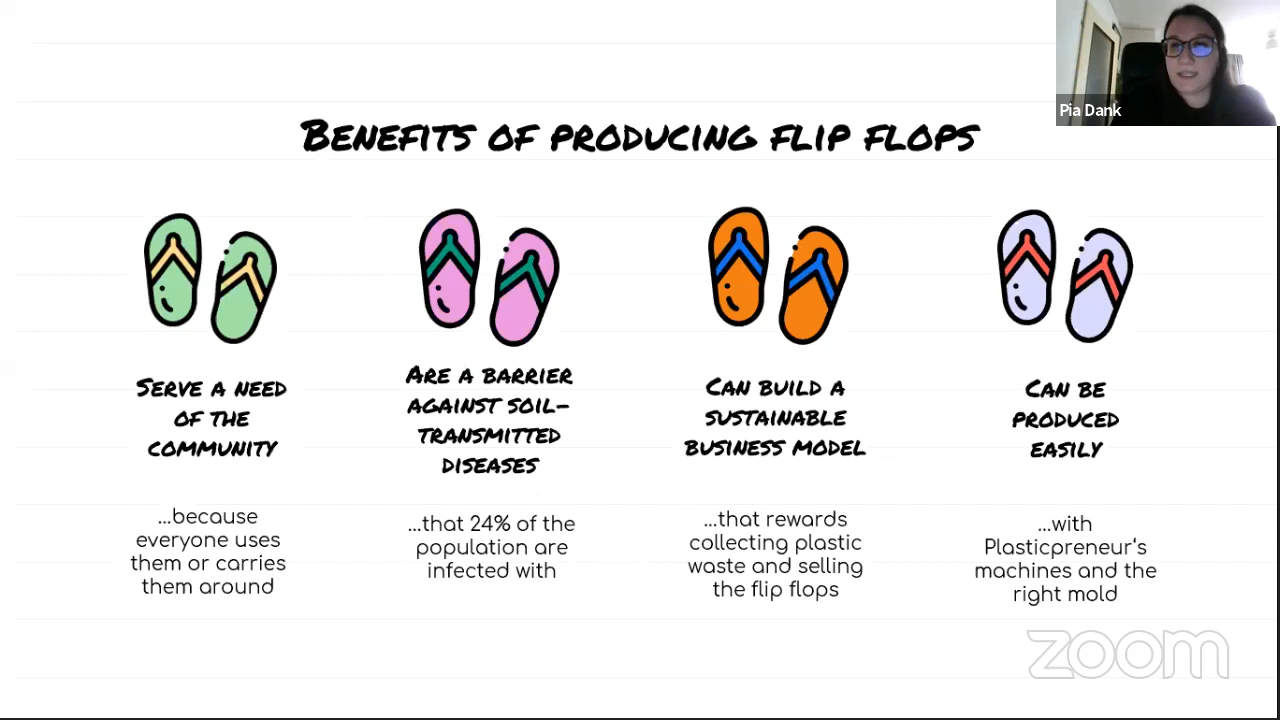 Pia Dank
BENEFITS OF PRODUCING FLIP FLOPS
SERVE A NEED
OF THE
COMMUNITY
...because
everyone uses
them or carries
them around
ARE A BARRIER
AGAINST SOIL-
TRANSMITTED
DISEASES
...that 24% of the
population are
infected with
CAN BUILD A
SUSTAINABLE
BUSINESS MODEL
...that rewards
collecting plastic
waste and selling
the flip flops
CAN BE
PRODUCED
EASILY
...with
Plasticpreneur‘s
machines and the
right mold
zoom